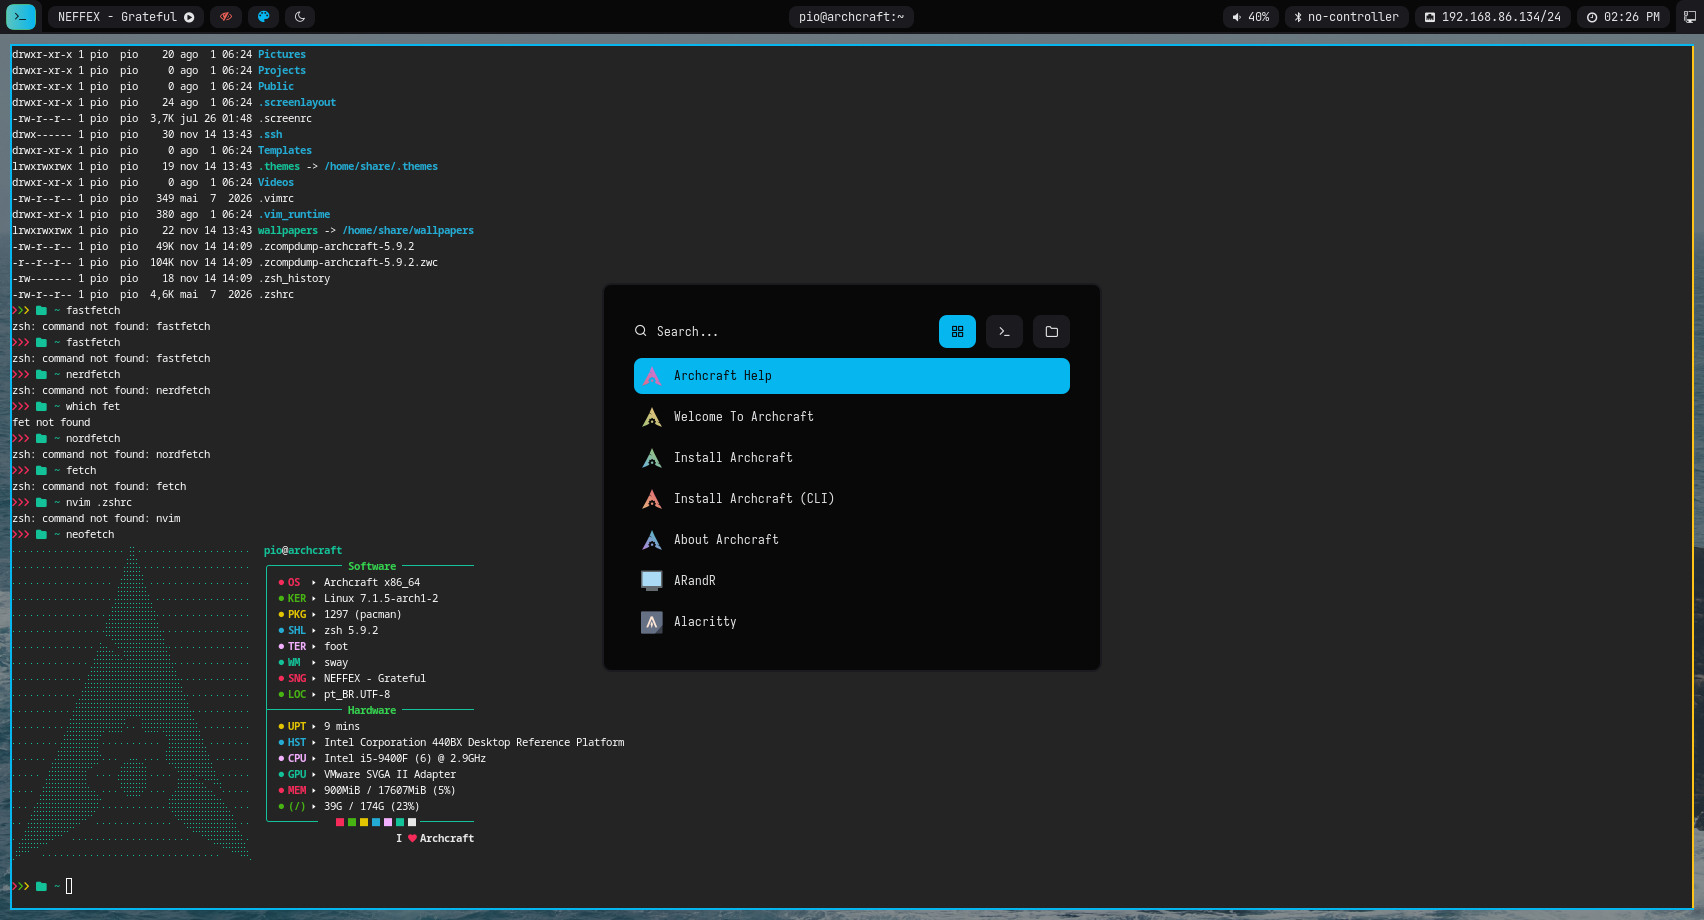 NEFFEX - Grateful
pio@archcraft:~
40%
no-controller
192.168.86.134/24
02:26 PM
drwxr-xr-x 1 pio  pio    20 ago  1 06:24 Pictures
drwxr-xr-x 1 pio  pio     0 ago  1 06:24 Projects
drwxr-xr-x 1 pio  pio     0 ago  1 06:24 Public
drwxr-xr-x 1 pio  pio    24 ago  1 06:24 .screenlayout
-rw-r--r-- 1 pio  pio  3,7K jul 26 01:48 .screenrc
drwx------ 1 pio  pio    30 nov 14 13:43 .ssh
drwxr-xr-x 1 pio  pio     0 ago  1 06:24 Templates
lrwxrwxrwx 1 pio  pio    19 nov 14 13:43 .themes -> /home/share/.themes
drwxr-xr-x 1 pio  pio     0 ago  1 06:24 Videos
-rw-r--r-- 1 pio  pio   349 mai  7  2026 .vimrc
drwxr-xr-x 1 pio  pio   380 ago  1 06:24 .vim_runtime
lrwxrwxrwx 1 pio  pio    22 nov 14 13:43 wallpapers -> /home/share/wallpapers
-rw-r--r-- 1 pio  pio   49K nov 14 14:09 .zcompdump-archcraft-5.9.2
-r--r--r-- 1 pio  pio  104K nov 14 14:09 .zcompdump-archcraft-5.9.2.zwc
-rw------- 1 pio  pio    18 nov 14 14:09 .zsh_history
-rw-r--r-- 1 pio  pio  4,6K mai  7  2026 .zshrc
~ fastfetch
zsh: command not found: fastfetch
~ fastfetch
zsh: command not found: fastfetch
~ nerdfetch
zsh: command not found: nerdfetch
~ which fet
fet not found
~ nordfetch
zsh: command not found: nordfetch
~ fetch
zsh: command not found: fetch
~ nvim .zshrc
zsh: command not found: nvim
~ neofetch
pio@archcraft
Software
OS Archcraft x86_64
KER Linux 7.1.5-arch1-2
PKG 1297 (pacman)
SHL zsh 5.9.2
TER foot
WM sway
SNG NEFFEX - Grateful
LOC pt_BR.UTF-8
Hardware
UPT 9 mins
HST Intel Corporation 440BX Desktop Reference Platform
CPU Intel i5-9400F (6) @ 2.9GHz
GPU VMware SVGA II Adapter
MEM 900MiB / 17607MiB (5%)
(/) 39G / 174G (23%)
I ♥ Archcraft
~
Search...
Archcraft Help
Welcome To Archcraft
Install Archcraft
Install Archcraft (CLI)
About Archcraft
ARandR
Alacritty